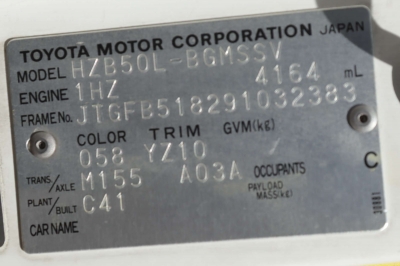 TOYOTA MOTOR CORPORATION JAPAN
MODEL HZB50L-BGMSSV
ENGINE 1HZ 4164 mL
FRAME No. JTGFB518291032383
COLOR TRIM GVM(kg)
058 YZ10
TRANS/AXLE M155 A03A OCCUPANTS C
PLANT/BUILT C41 PAYLOAD MASS(kg)
CAR NAME